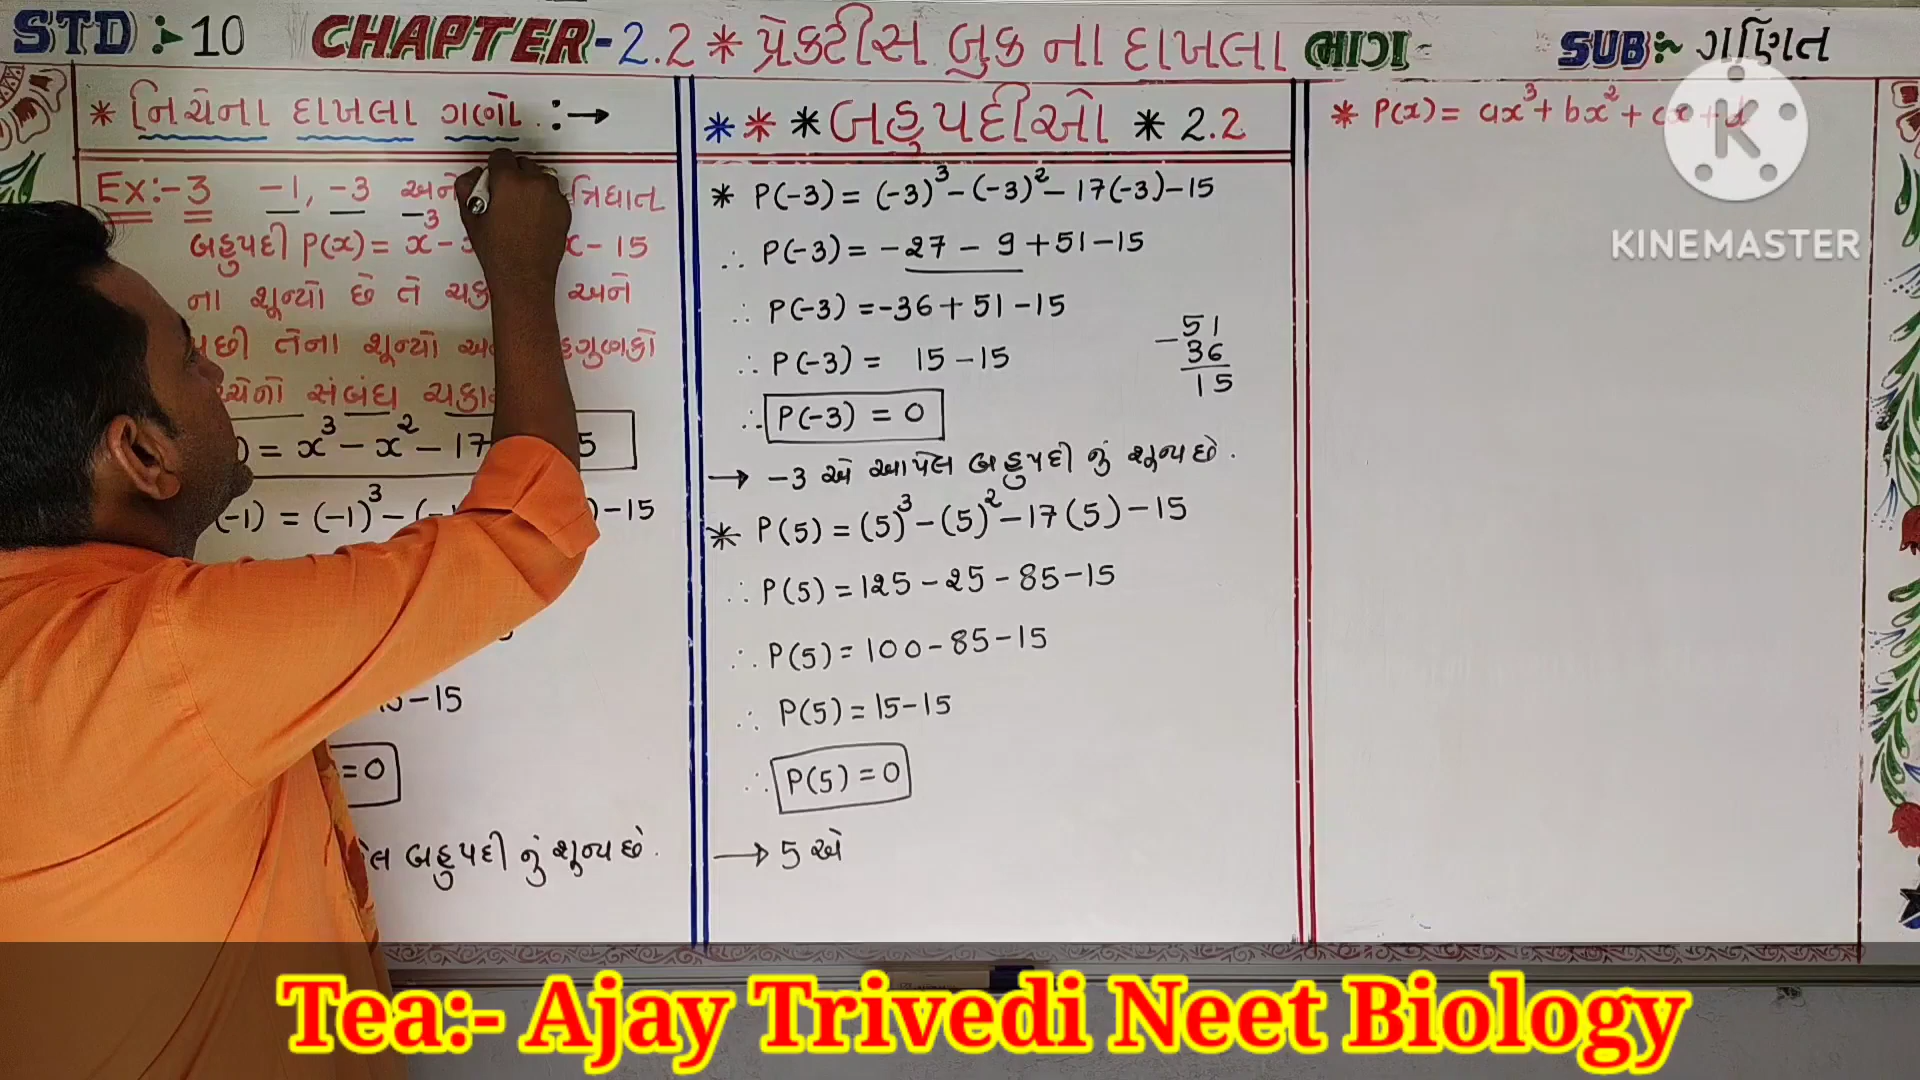 STD :- 10 CHAPTER-2.2 * પ્રેક્ટીસ બુક ના દાખલા ભાગ- SUB:~ ગણિત
* નિચેના દાખલા ગણો :→
Ex:-3 -1, -3 અને ત્રિઘાત
બહુપદી P(x) = x³- x - 15
ના શૂન્યો છે તે અને
પછી તેના શૂન્યો
સંબંધ
) = x³ - x² - 17 5
(-1) = (-1)³ - ( ) - 15
-15
=0
બહુપદી નું શૂન્ય છે.
* * * બહુપદીઓ * 2.2
* P(-3) = (-3)³ - (-3)² - 17(-3) - 15
∴ P(-3) = -27 - 9 + 51 - 15
∴ P(-3) = -36 + 51 - 15
∴ P(-3) = 15 - 15
∴ P(-3) = 0
51
- 36
15
→ -3 એ આપેલ બહુપદી નું શૂન્ય છે.
* P(5) = (5)³ - (5)² - 17(5) - 15
∴ P(5) = 125 - 25 - 85 - 15
∴ P(5) = 100 - 85 - 15
∴ P(5) = 15 - 15
∴ P(5) = 0
→ 5 એ
* P(x) = ax³ + bx² + cx + d
KINEMASTER
Tea:- Ajay Trivedi Neet Biology